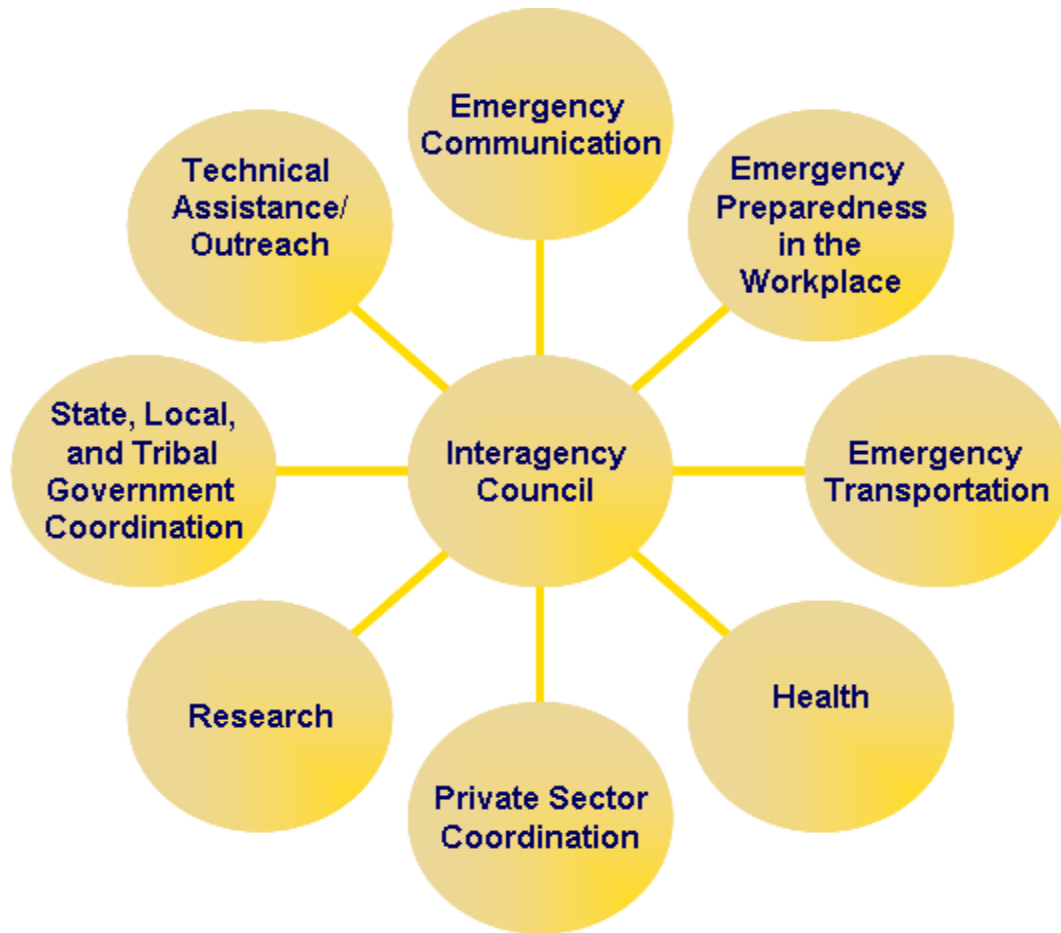 Emergency
Communication
Emergency
Preparedness
in the
Workplace
Emergency
Transportation
Health
Private Sector
Coordination
Research
State, Local,
and Tribal
Government
Coordination
Technical
Assistance/
Outreach
Interagency
Council